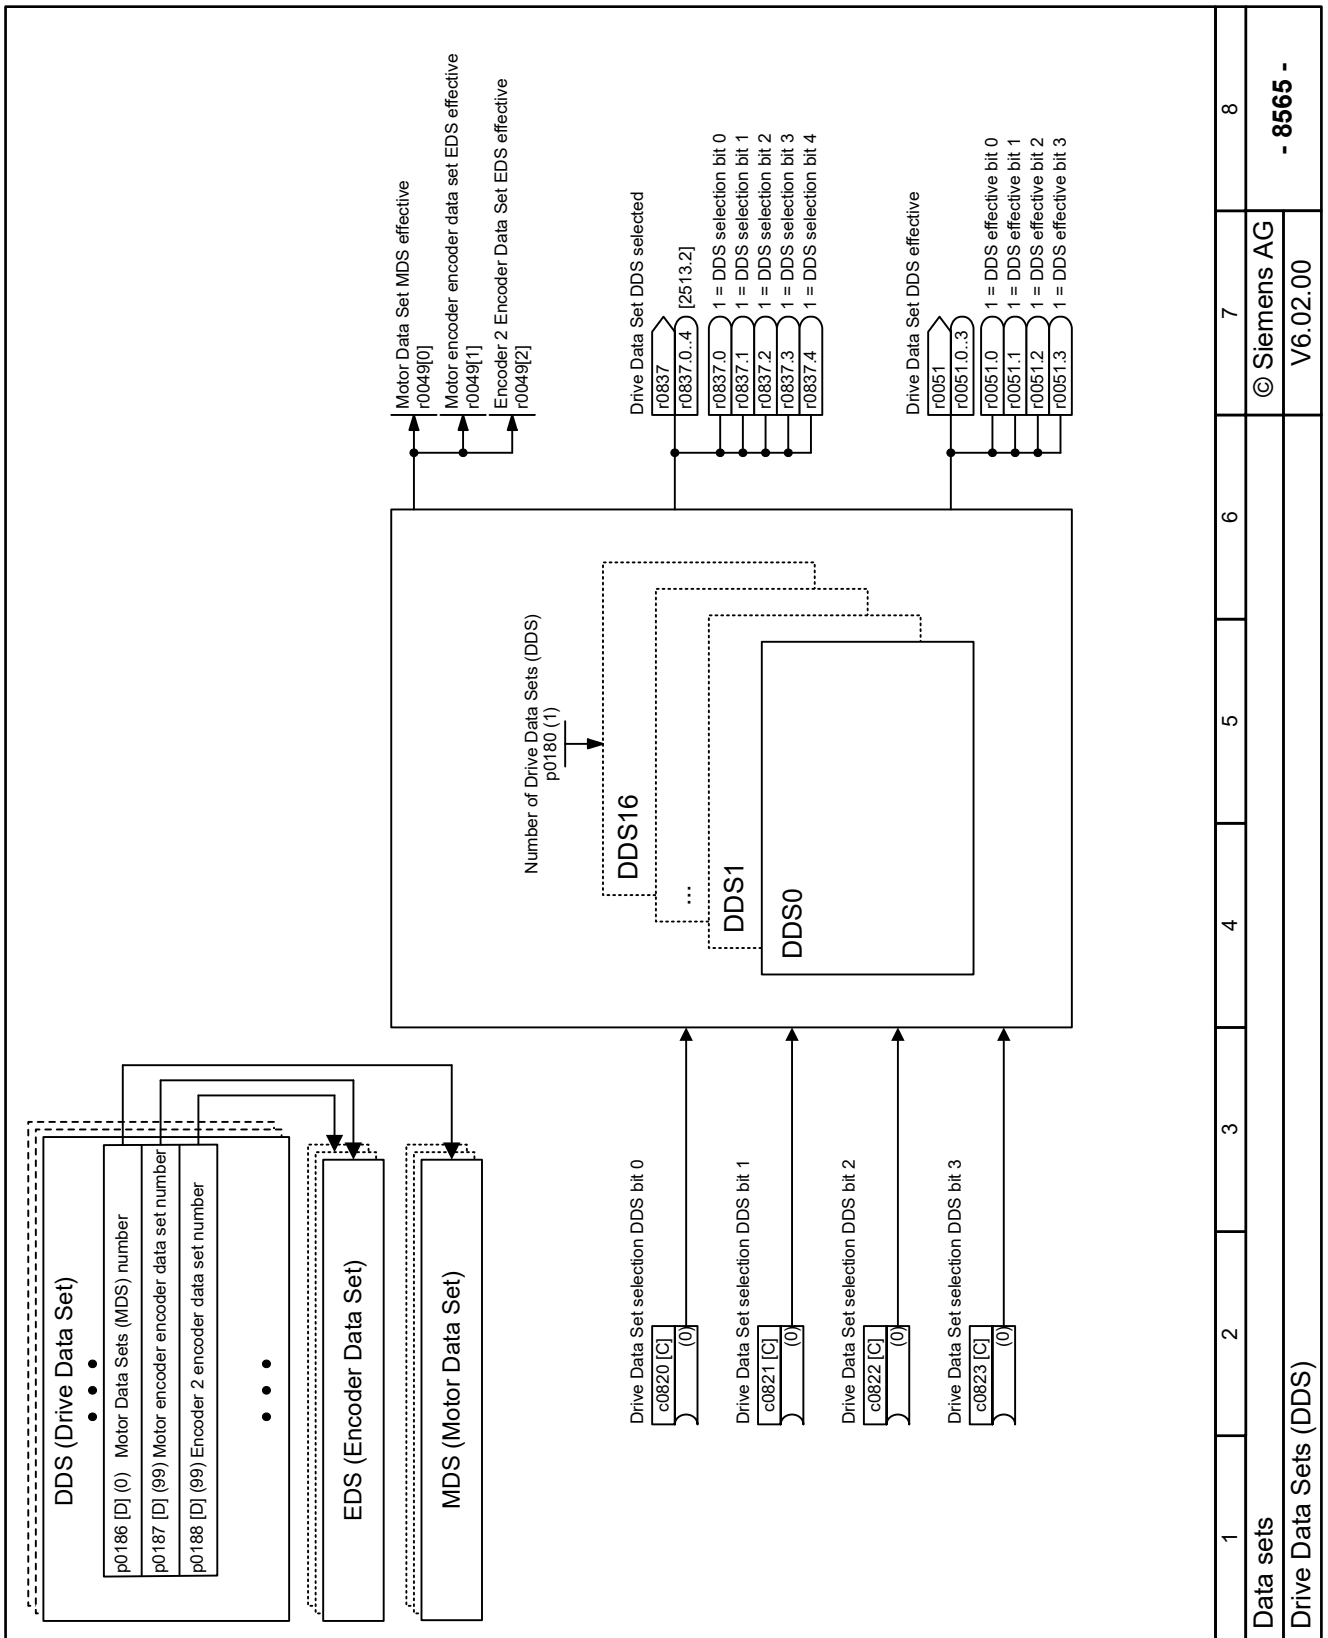 DDS (Drive Data Set)
p0186 [D] (0) Motor Data Sets (MDS) number
p0187 [D] (99) Motor encoder encoder data set number
p0188 [D] (99) Encoder 2 encoder data set number
EDS (Encoder Data Set)
MDS (Motor Data Set)
Drive Data Set selection DDS bit 0
c0820 [C]
(0)
Drive Data Set selection DDS bit 1
c0821 [C]
(0)
Drive Data Set selection DDS bit 2
c0822 [C]
(0)
Drive Data Set selection DDS bit 3
c0823 [C]
(0)
Number of Drive Data Sets (DDS)
p0180 (1)
DDS16
...
DDS1
DDS0
Motor Data Set MDS effective
r0049[0]
Motor encoder encoder data set EDS effective
r0049[1]
Encoder 2 Encoder Data Set EDS effective
r0049[2]
Drive Data Set DDS selected
r0837
r0837.0..4 [2513.2]
r0837.0 1 = DDS selection bit 0
r0837.1 1 = DDS selection bit 1
r0837.2 1 = DDS selection bit 2
r0837.3 1 = DDS selection bit 3
r0837.4 1 = DDS selection bit 4
Drive Data Set DDS effective
r0051
r0051.0..3
r0051.0 1 = DDS effective bit 0
r0051.1 1 = DDS effective bit 1
r0051.2 1 = DDS effective bit 2
r0051.3 1 = DDS effective bit 3
1 2 3 4 5 6 7 8
Data sets
Drive Data Sets (DDS)
© Siemens AG
V6.02.00
- 8565 -